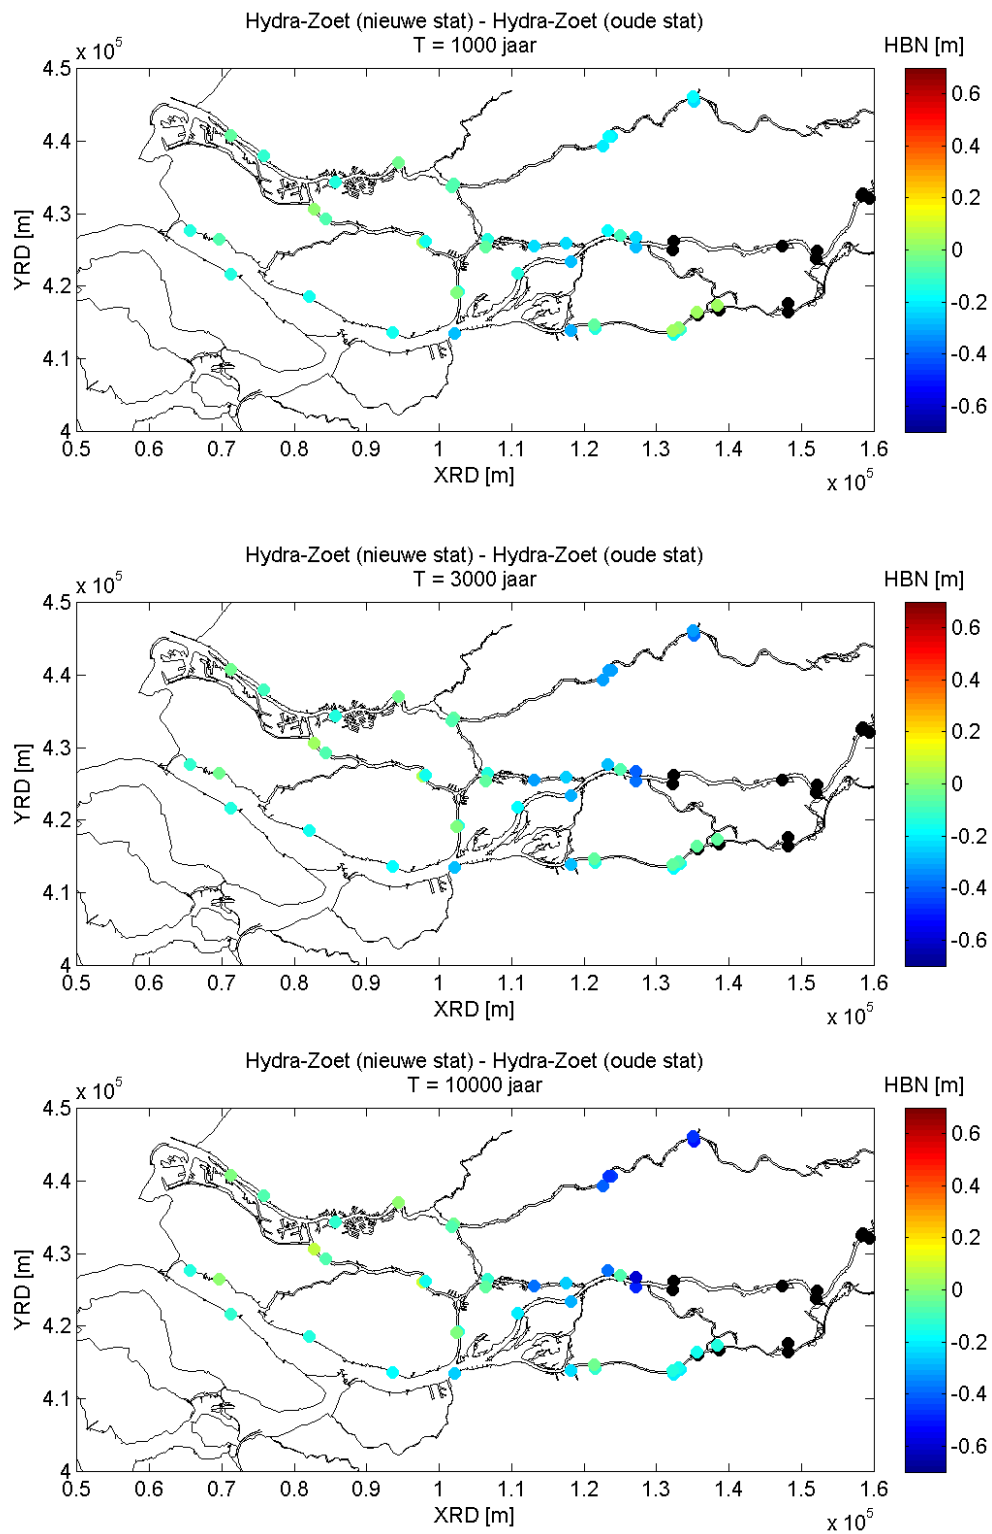 Hydra-Zoet (nieuwe stat) - Hydra-Zoet (oude stat)
T = 1000 jaar
x 10^5
HBN [m]
4.5
4.4
4.3
4.2
4.1
4
YRD [m]
0.5 0.6 0.7 0.8 0.9 1 1.1 1.2 1.3 1.4 1.5 1.6
XRD [m]
x 10^5
0.6
0.4
0.2
0
-0.2
-0.4
-0.6
Hydra-Zoet (nieuwe stat) - Hydra-Zoet (oude stat)
T = 3000 jaar
x 10^5
HBN [m]
4.5
4.4
4.3
4.2
4.1
4
YRD [m]
0.5 0.6 0.7 0.8 0.9 1 1.1 1.2 1.3 1.4 1.5 1.6
XRD [m]
x 10^5
0.6
0.4
0.2
0
-0.2
-0.4
-0.6
Hydra-Zoet (nieuwe stat) - Hydra-Zoet (oude stat)
T = 10000 jaar
x 10^5
HBN [m]
4.5
4.4
4.3
4.2
4.1
4
YRD [m]
0.5 0.6 0.7 0.8 0.9 1 1.1 1.2 1.3 1.4 1.5 1.6
XRD [m]
x 10^5
0.6
0.4
0.2
0
-0.2
-0.4
-0.6